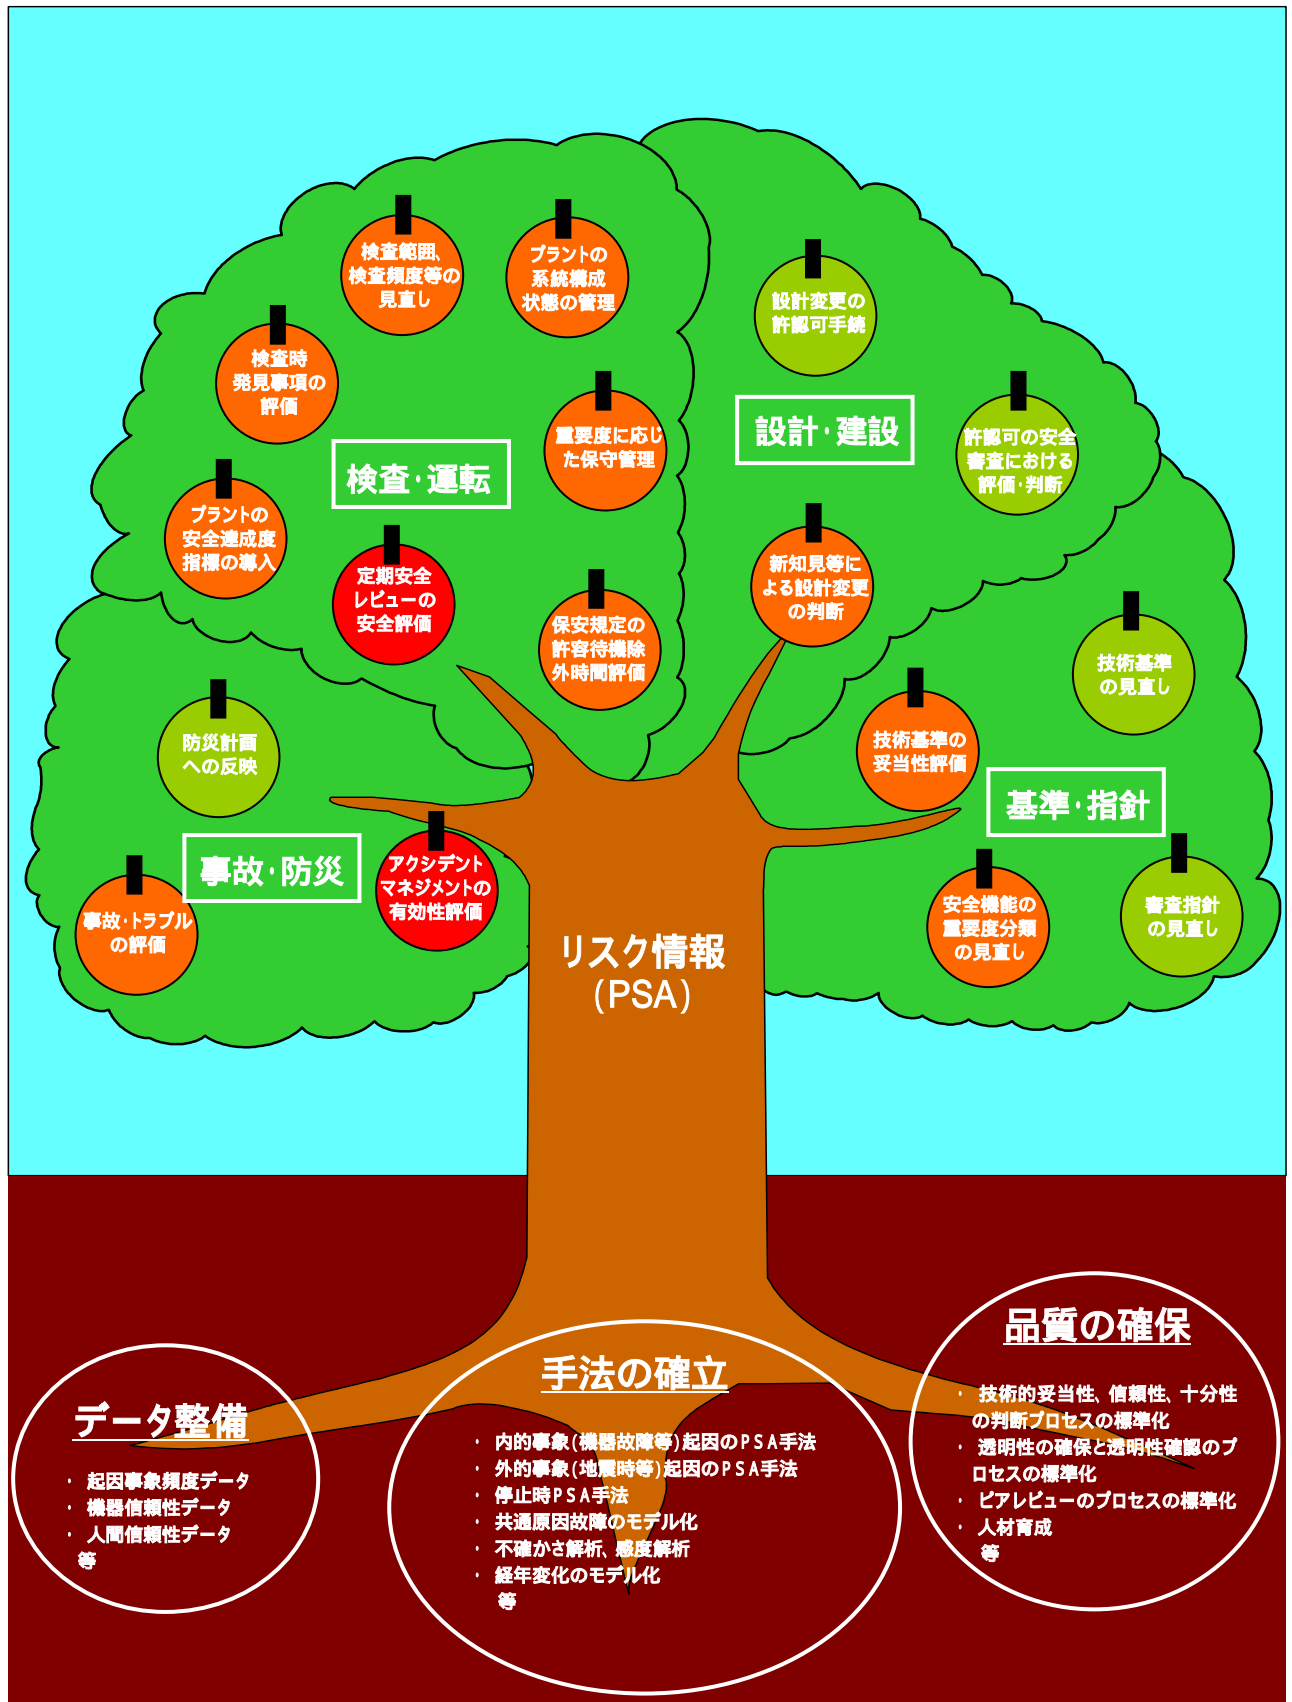 検査範囲、
検査頻度等の
見直し
プラントの
系統構成
状態の管理
設計変更の
許認可手続
検査時
発見事項の
評価
重要度に応じ
た保守管理
設計・建設
許認可の安全
審査における
評価・判断
検査・運転
プラントの
安全達成度
指標の導入
定期安全
レビューの
安全評価
保安規定の
許容待機除
外時間評価
新知見等に
よる設計変更
の判断
技術基準
の見直し
防災計画
への反映
技術基準の
妥当性評価
基準・指針
事故・防災
アクシデント
マネジメントの
有効性評価
事故・トラブル
の評価
安全機能の
重要度分類
の見直し
審査指針
の見直し
リスク情報
(PSA)
データ整備
・ 起因事象頻度データ
・ 機器信頼性データ
・ 人間信頼性データ
等
手法の確立
・ 内的事象(機器故障等)起因のPSA手法
・ 外的事象(地震時等)起因のPSA手法
・ 停止時PSA手法
・ 共通原因故障のモデル化
・ 不確かさ解析、感度解析
・ 経年変化のモデル化
等
品質の確保
・ 技術的妥当性、信頼性、十分性
の判断プロセスの標準化
・ 透明性の確保と透明性確認のプ
ロセスの標準化
・ ピアレビューのプロセスの標準化
・ 人材育成
等